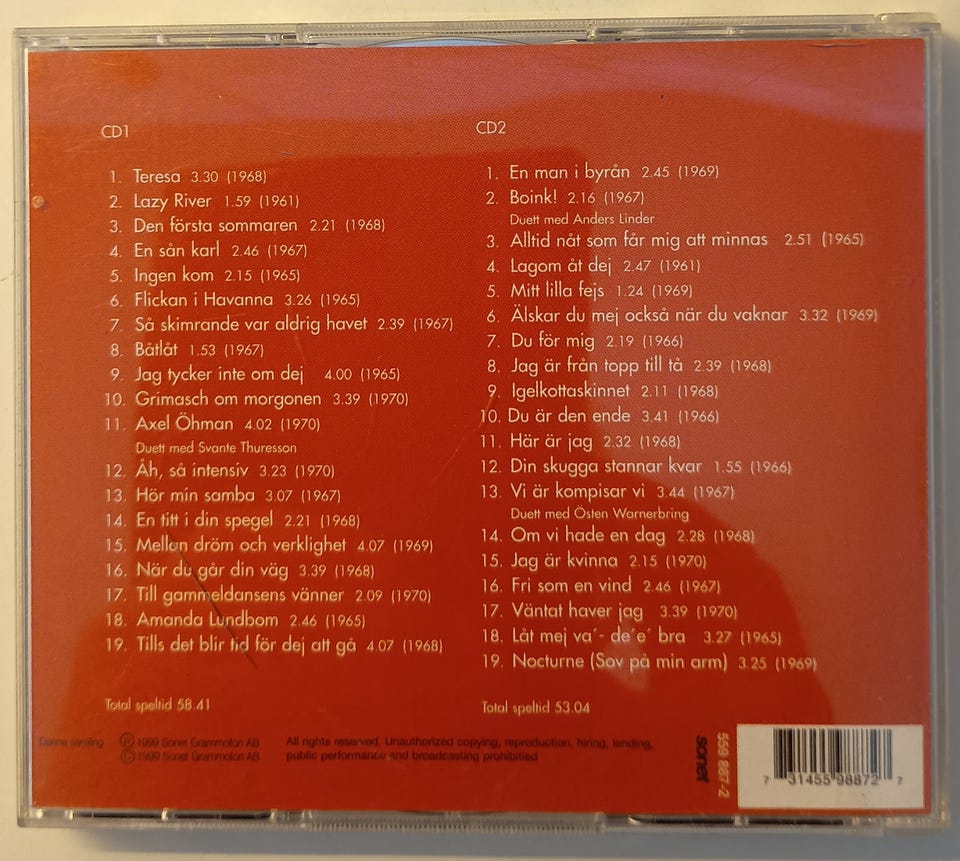 CD1
1. Teresa 3.30 (1968)
2. Lazy River 1.59 (1961)
3. Den första sommaren 2.21 (1968)
4. En sån karl 2.46 (1967)
5. Ingen kom 2.15 (1965)
6. Flickan i Havanna 3.26 (1965)
7. Så skimrande var aldrig havet 2.39 (1967)
8. Båtlåt 1.53 (1967)
9. Jag tycker inte om dej 4.00 (1965)
10. Grimasch om morgonen 3.39 (1970)
11. Axel Öhman 4.02 (1970)
Duett med Svante Thuresson
12. Åh, så intensiv 3.23 (1970)
13. Hör min samba 3.07 (1967)
14. En titt i din spegel 2.21 (1968)
15. Mellan dröm och verklighet 4.07 (1969)
16. När du går din väg 3.39 (1968)
17. Till gammeldansens vänner 2.09 (1970)
18. Amanda Lundbom 2.46 (1965)
19. Tills det blir tid för dej att gå 4.07 (1968)
Total speltid 58.41
CD2
1. En man i byrån 2.45 (1969)
2. Boink! 2.16 (1967)
Duett med Anders Linder
3. Alltid nåt som får mig att minnas 2.51 (1965)
4. Lagom åt dej 2.47 (1961)
5. Mitt lilla fejs 1.24 (1969)
6. Älskar du mej också när du vaknar 3.32 (1969)
7. Du för mig 2.19 (1966)
8. Jag är från topp till tå 2.39 (1968)
9. Igelkottaskinnet 2.11 (1968)
10. Du är den ende 3.41 (1966)
11. Här är jag 2.32 (1968)
12. Din skugga stannar kvar 1.55 (1966)
13. Vi är kompisar vi 3.44 (1967)
Duett med Östen Warnerbring
14. Om vi hade en dag 2.28 (1968)
15. Jag är kvinna 2.15 (1970)
16. Fri som en vind 2.46 (1967)
17. Väntat haver jag 3.39 (1970)
18. Låt mej va´- de´e´ bra 3.27 (1965)
19. Nocturne (Sov på min arm) 3.25 (1969)
Total speltid 53.04
Denna samling ℗ 1999 Sonet Grammofon AB
© 1999 Sonet Grammofon AB
All rights reserved. Unauthorized copying, reproduction, hiring, lending,
public performance and broadcasting prohibitied
sonet
559 887-2
7 31455 98872 7